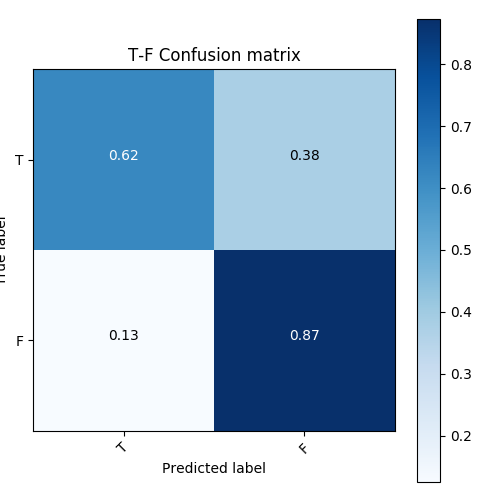 T-F Confusion matrix
T
0.62
0.38
F
0.13
0.87
T
F
Predicted label
True label
0.8
0.7
0.6
0.5
0.4
0.3
0.2